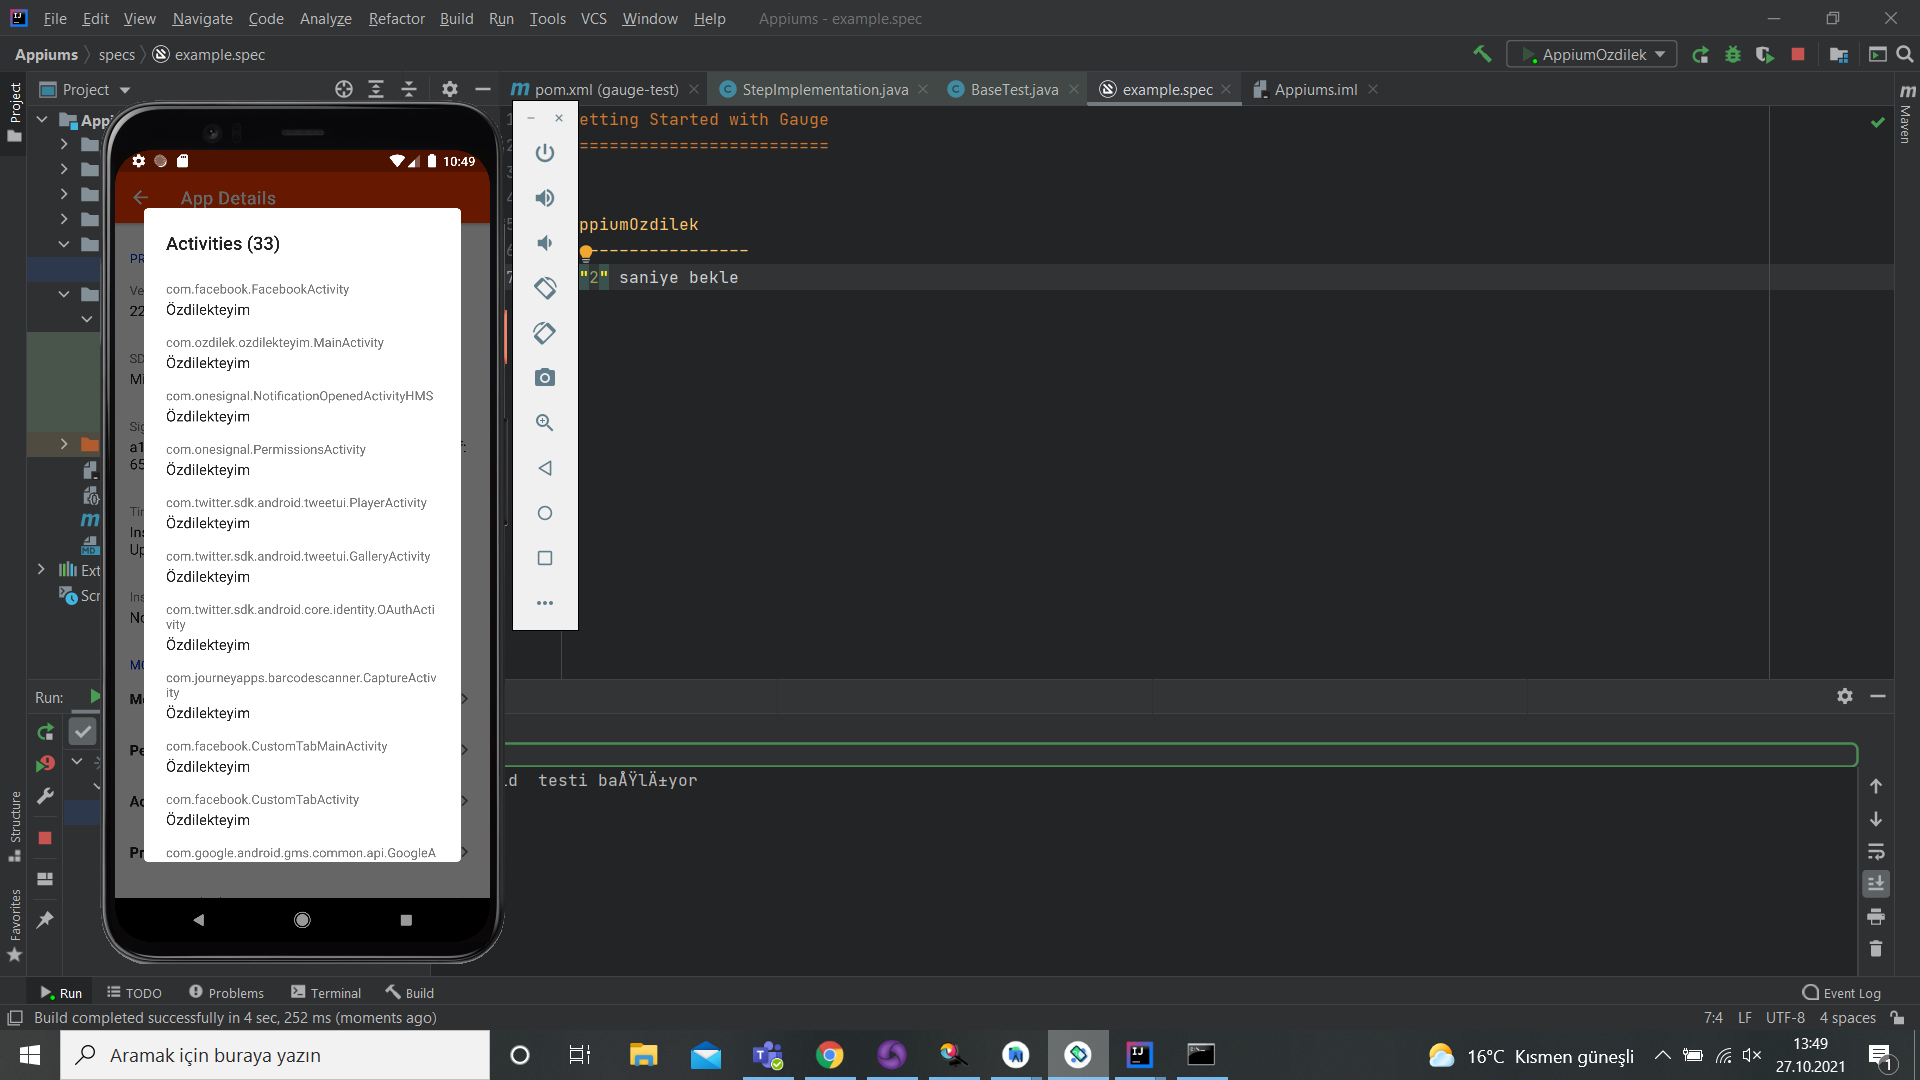 File Edit View Navigate Code Analyze Refactor Build Run Tools VCS Window Help Appiums - example.spec
Appiums specs example.spec AppiumOzdilek
Project pom.xml (gauge-test) StepImplementation.java BaseTest.java example.spec Appiums.iml
Project
Maven
Structure
Favorites
App
Ext
Scr
etting Started with Gauge
=========================
ppiumOzdilek
----------------
7 "2" saniye bekle
10:49
App Details
Activities (33)
com.facebook.FacebookActivity
Özdilekteyim
com.ozdilek.ozdilekteyim.MainActivity
Özdilekteyim
com.onesignal.NotificationOpenedActivityHMS
Özdilekteyim
com.onesignal.PermissionsActivity
Özdilekteyim
com.twitter.sdk.android.tweetui.PlayerActivity
Özdilekteyim
com.twitter.sdk.android.tweetui.GalleryActivity
Özdilekteyim
com.twitter.sdk.android.core.identity.OAuthActi
vity
Özdilekteyim
com.journeyapps.barcodescanner.CaptureActiv
ity
Özdilekteyim
com.facebook.CustomTabMainActivity
Özdilekteyim
com.facebook.CustomTabActivity
Özdilekteyim
com.google.android.gms.common.api.GoogleA
Run:
d testi baÅŸlÄ±yor
Run TODO Problems Terminal Build Event Log
Build completed successfully in 4 sec, 252 ms (moments ago) 7:4 LF UTF-8 4 spaces
Aramak için buraya yazın 16°C Kısmen güneşli 13:49
27.10.2021
1